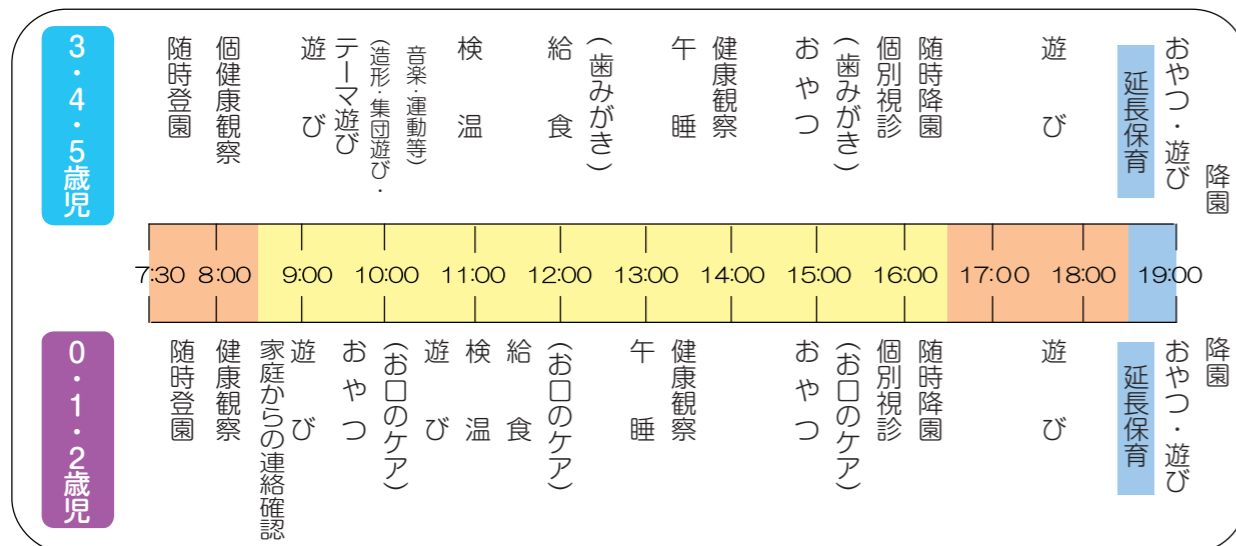 3・4・5歳児
随時登園
個健康観察
遊び
テーマ遊び
(造形・集団遊び・
音楽・運動等)
検温
給食
(歯みがき)
午睡
健康観察
おやつ
(歯みがき)
個別視診
随時降園
遊び
延長保育
おやつ・遊び
降園
7:30 8:00 9:00 10:00 11:00 12:00 13:00 14:00 15:00 16:00 17:00 18:00 19:00
0・1・2歳児
随時登園
健康観察
家庭からの連絡確認
遊び
おやつ
(お口のケア)
遊び
検温
給食
(お口のケア)
午睡
健康観察
おやつ
(お口のケア)
個別視診
随時降園
遊び
延長保育
おやつ・遊び
降園